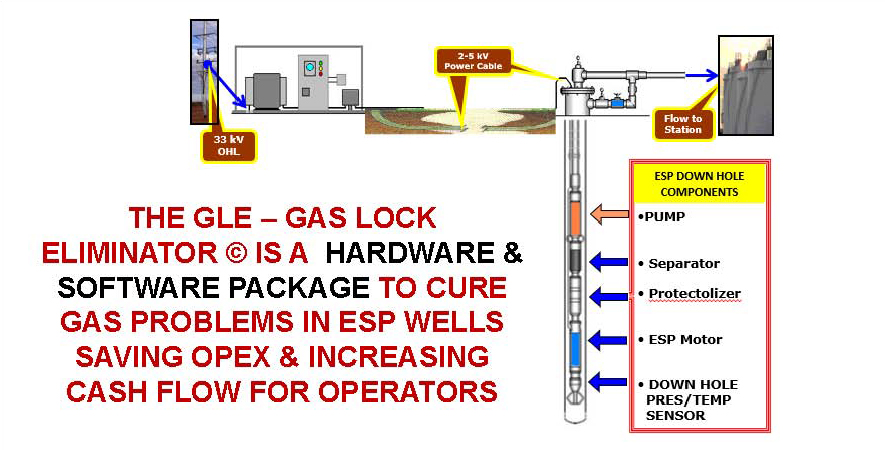 2-5 kV
Power Cable
33 kV
OHL
Flow to
Station
THE GLE – GAS LOCK
ELIMINATOR © IS A HARDWARE &
SOFTWARE PACKAGE TO CURE
GAS PROBLEMS IN ESP WELLS
SAVING OPEX & INCREASING
CASH FLOW FOR OPERATORS
ESP DOWN HOLE
COMPONENTS
•PUMP
• Separator
• Protectolizer
• ESP Motor
• DOWN HOLE
PRES/TEMP
SENSOR